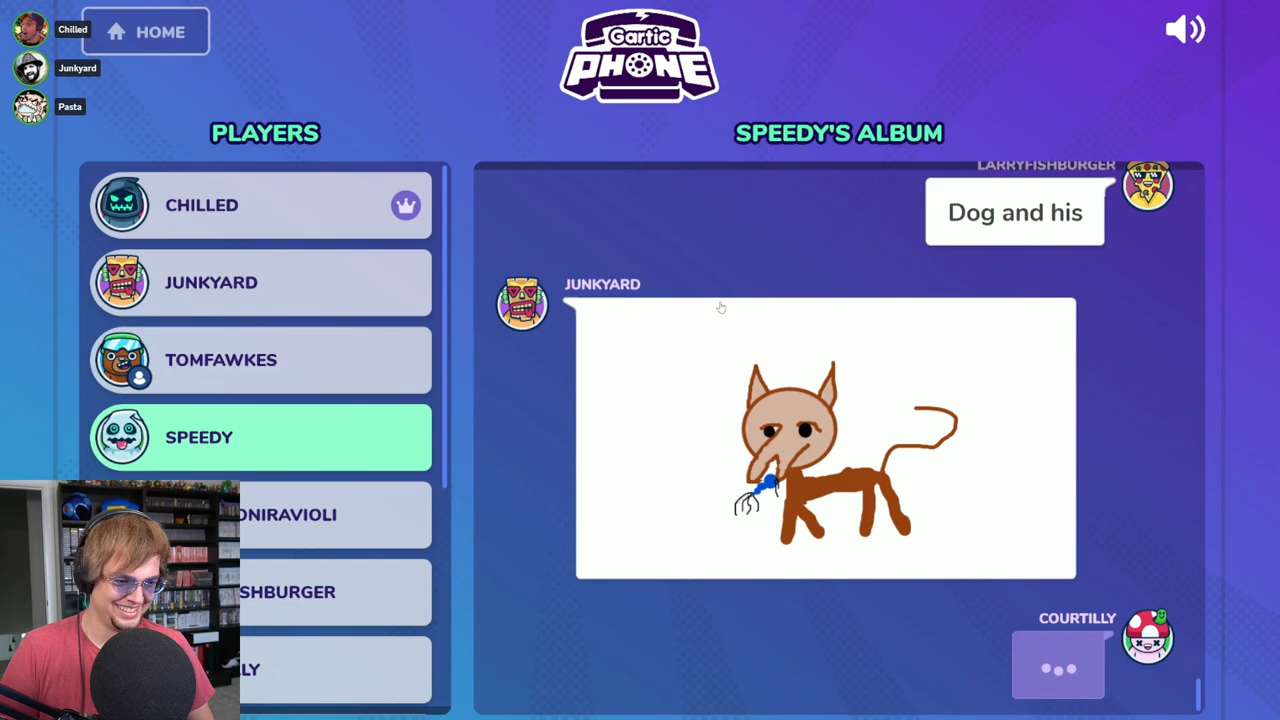 Chilled
HOME
Gartic
PHONE
Junkyard
Pasta
PLAYERS
SPEEDY'S ALBUM
LARRYFISHBURGER
CHILLED
Dog and his
JUNKYARD
JUNKYARD
TOMFAWKES
SPEEDY
ONIRAVIOLI
SHBURGER
COURTILLY
LY